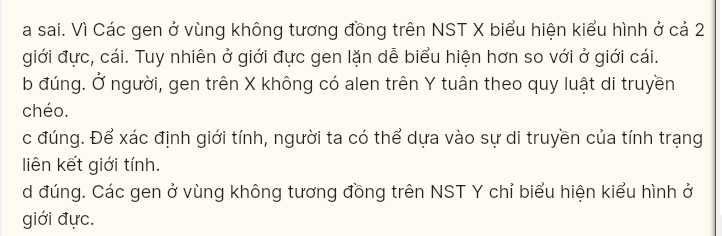 a sai. Vì Các gen ở vùng không tương đồng trên NST X biểu hiện kiểu hình ở cả 2
giới đực, cái. Tuy nhiên ở giới đực gen lặn dễ biểu hiện hơn so với ở giới cái.
b đúng. Ở người, gen trên X không có alen trên Y tuân theo quy luật di truyền
chéo.
c đúng. Để xác định giới tính, người ta có thể dựa vào sự di truyền của tính trạng
liên kết giới tính.
d đúng. Các gen ở vùng không tương đồng trên NST Y chỉ biểu hiện kiểu hình ở
giới đực.